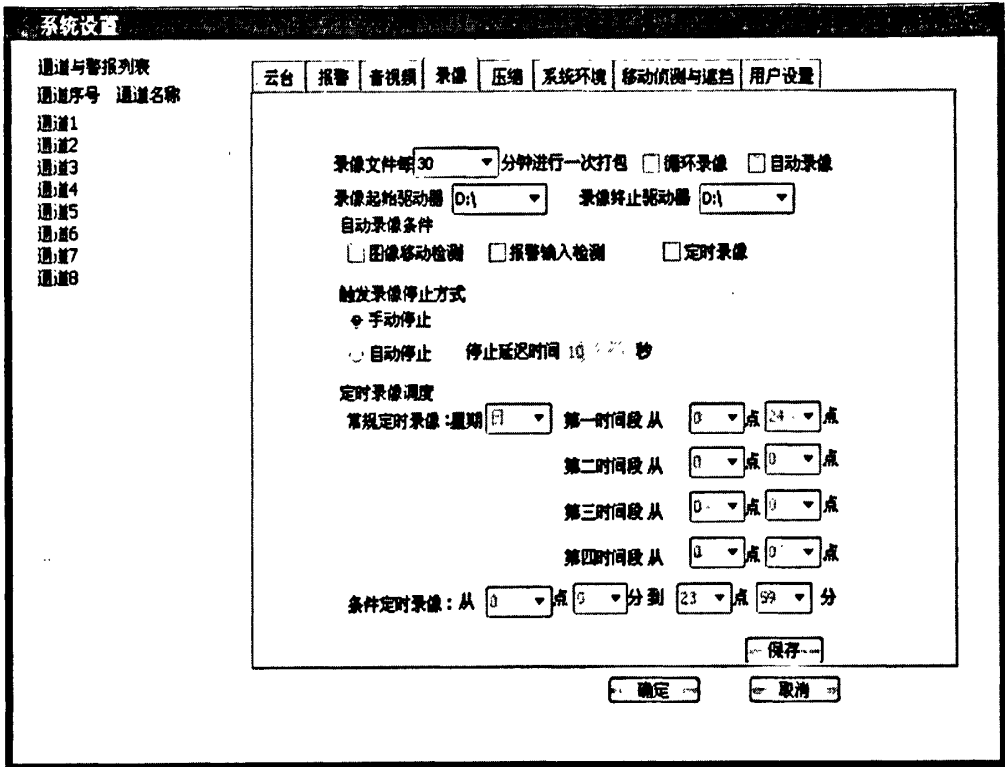 系统设置
通道与警报列表
通道序号 通道名称
通道1
通道2
通道3
通道4
通道5
通道6
通道7
通道8
云台 报警 音视频 录像 压缩 系统环境 移动侦测与遮挡 用户设置
录像文件每 30 分钟进行一次打包 循环录像 自动录像
录像起始驱动器 D:\ 录像终止驱动器 D:\
自动录像条件
图像移动检测 报警输入检测 定时录像
触发录像停止方式
手动停止
自动停止 停止延迟时间 10 秒
定时录像调度
常规定时录像:星期 日 第一时间段 从 0 点 24 点
第二时间段 从 0 点 0 点
第三时间段 从 0 点 0 点
第四时间段 从 0 点 0 点
条件定时录像:从 0 点 0 分 到 23 点 59 分
保存
确定 取消